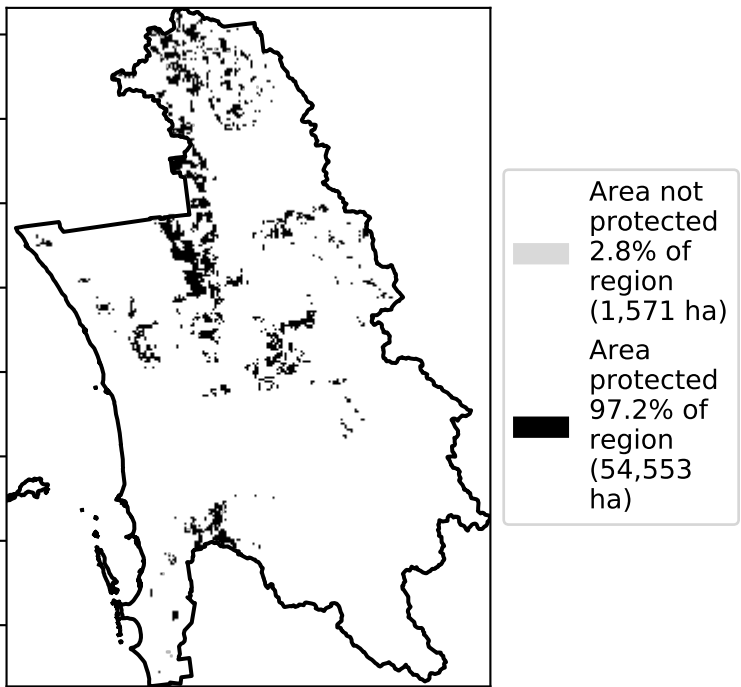 Area not
protected
2.8% of
region
(1,571 ha)
Area
protected
97.2% of
region
(54,553
ha)